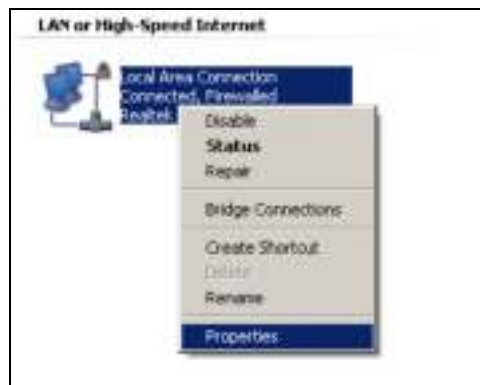 LAN or High-Speed Internet
Local Area Connection
Connected, Firewalled
Realtek
Disable
Status
Repair
Bridge Connections
Create Shortcut
Delete
Rename
Properties